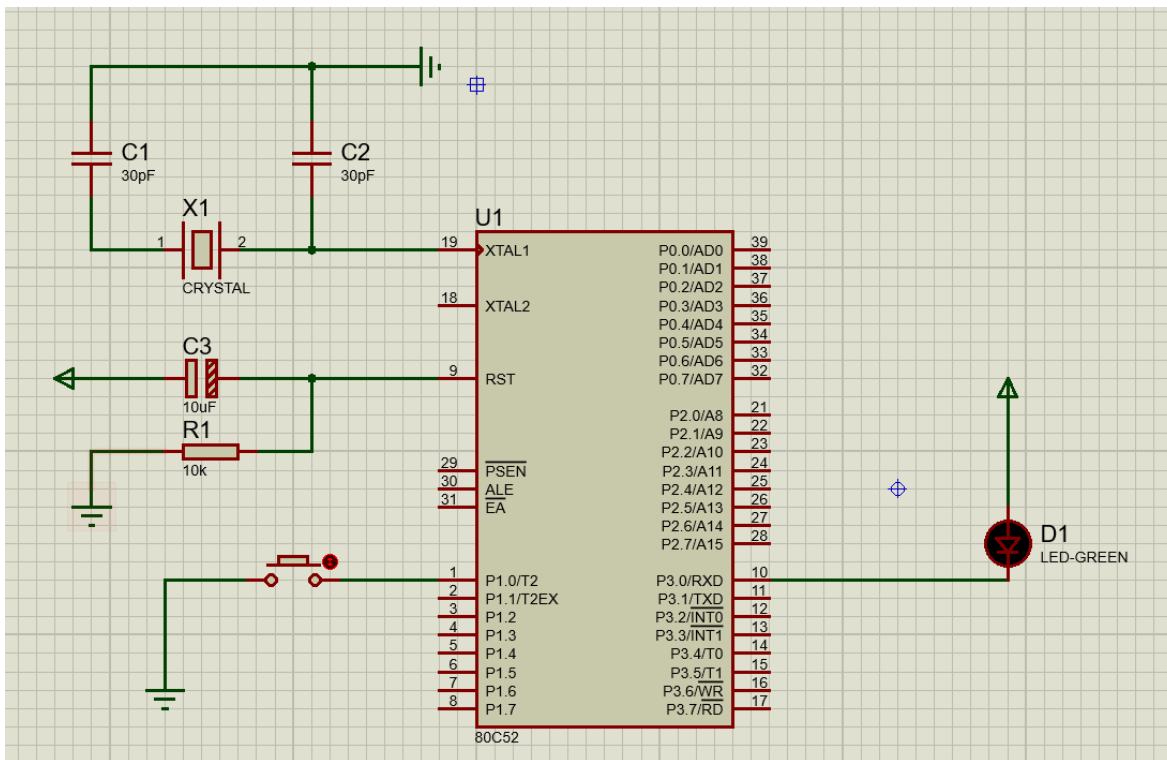 C1
30pF
C2
30pF
X1
1
2
CRYSTAL
C3
10uF
R1
10k
U1
19
XTAL1
18
XTAL2
9
RST
29
PSEN
30
ALE
31
EA
1
P1.0/T2
2
P1.1/T2EX
3
P1.2
4
P1.3
5
P1.4
6
P1.5
7
P1.6
8
P1.7
P0.0/AD0
39
P0.1/AD1
38
P0.2/AD2
37
P0.3/AD3
36
P0.4/AD4
35
P0.5/AD5
34
P0.6/AD6
33
P0.7/AD7
32
P2.0/A8
21
P2.1/A9
22
P2.2/A10
23
P2.3/A11
24
P2.4/A12
25
P2.5/A13
26
P2.6/A14
27
P2.7/A15
28
P3.0/RXD
10
P3.1/TXD
11
P3.2/INT0
12
P3.3/INT1
13
P3.4/T0
14
P3.5/T1
15
P3.6/WR
16
P3.7/RD
17
80C52
D1
LED-GREEN